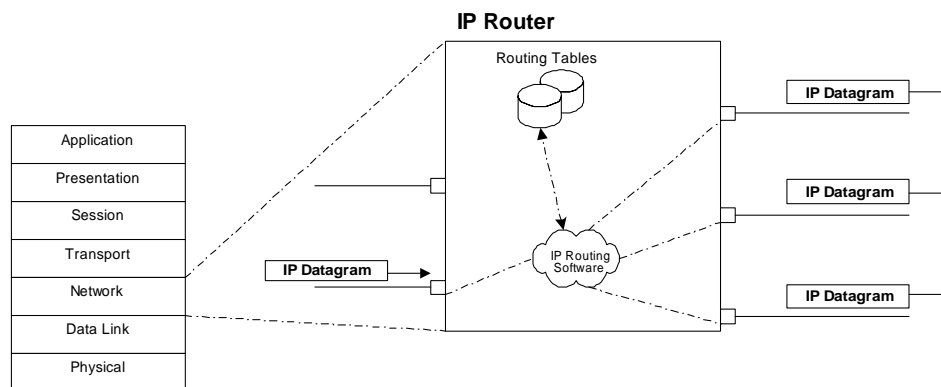 IP Router
Routing Tables
IP Datagram
Application
Presentation
Session
Transport
Network
Data Link
Physical
IP Datagram
IP Routing
Software
IP Datagram
IP Datagram